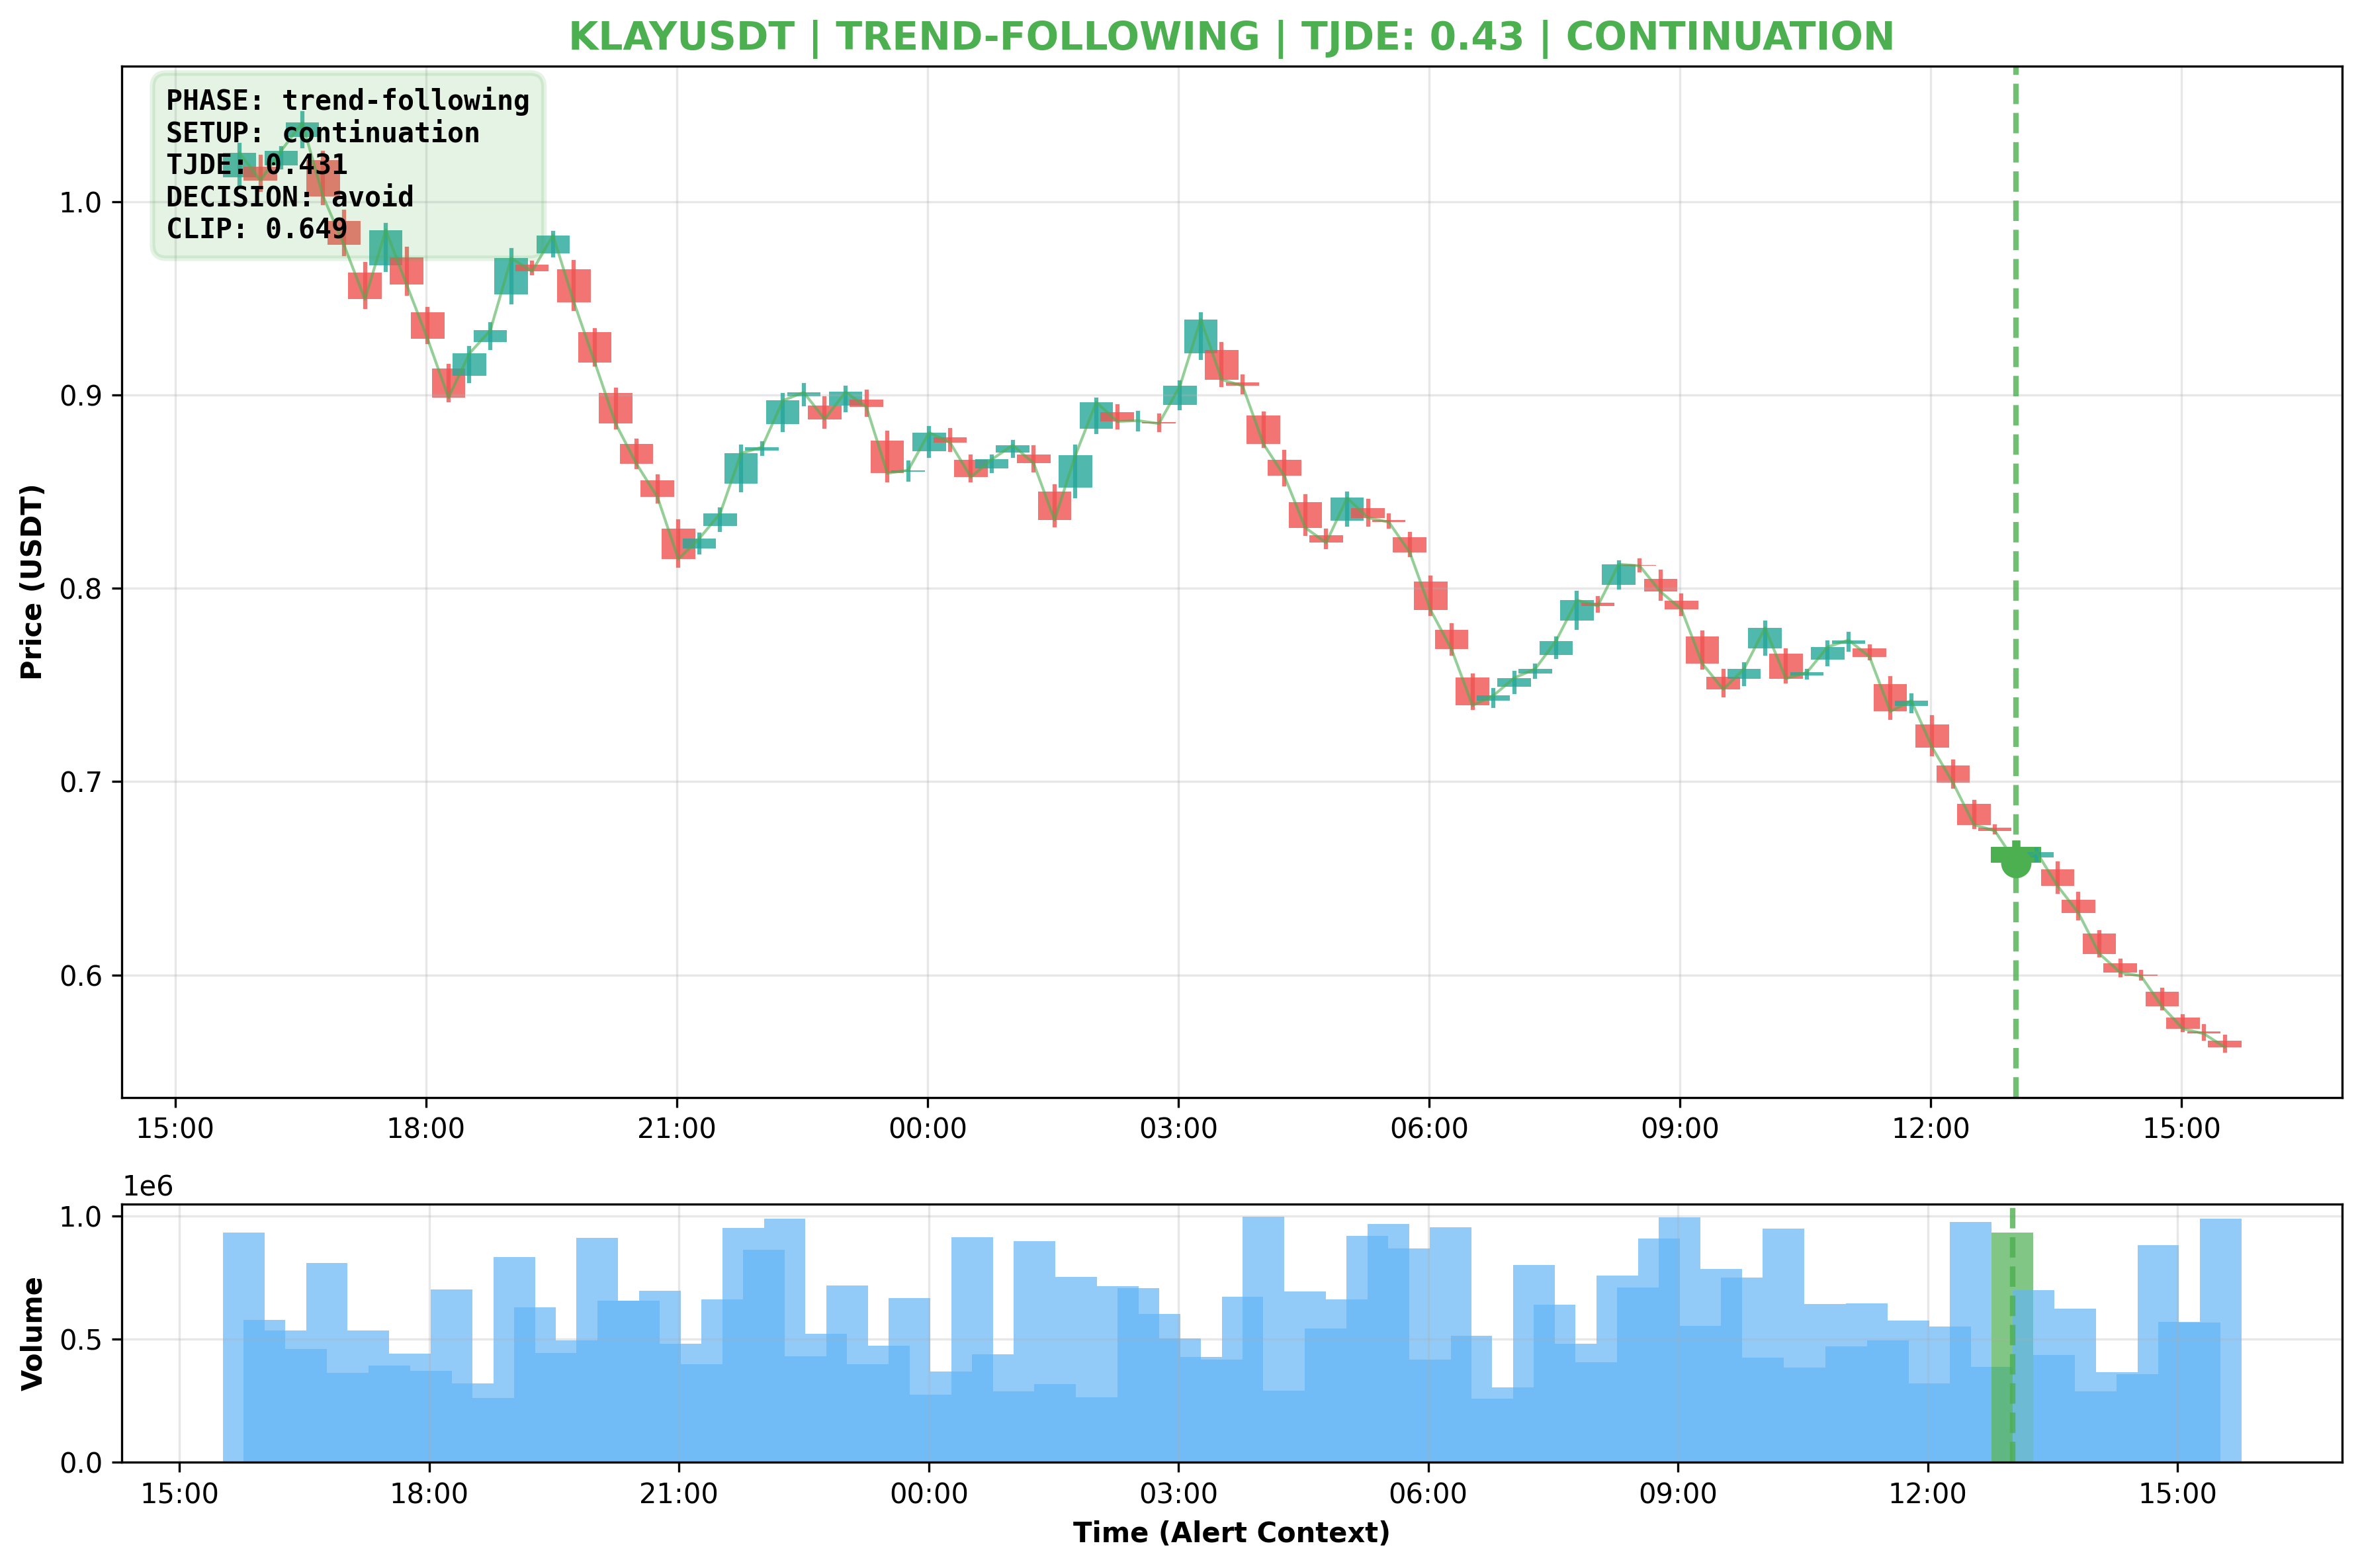 KLAYUSDT | TREND-FOLLOWING | TJDE: 0.43 | CONTINUATION
PHASE: trend-following
SETUP: continuation
TJDE: 0.431
DECISION: avoid
CLIP: 0.649
Price (USDT)
1.0
0.9
0.8
0.7
0.6
15:00 18:00 21:00 00:00 03:00 06:00 09:00 12:00 15:00
1e6
Volume
1.0
0.5
0.0
15:00 18:00 21:00 00:00 03:00 06:00 09:00 12:00 15:00
Time (Alert Context)